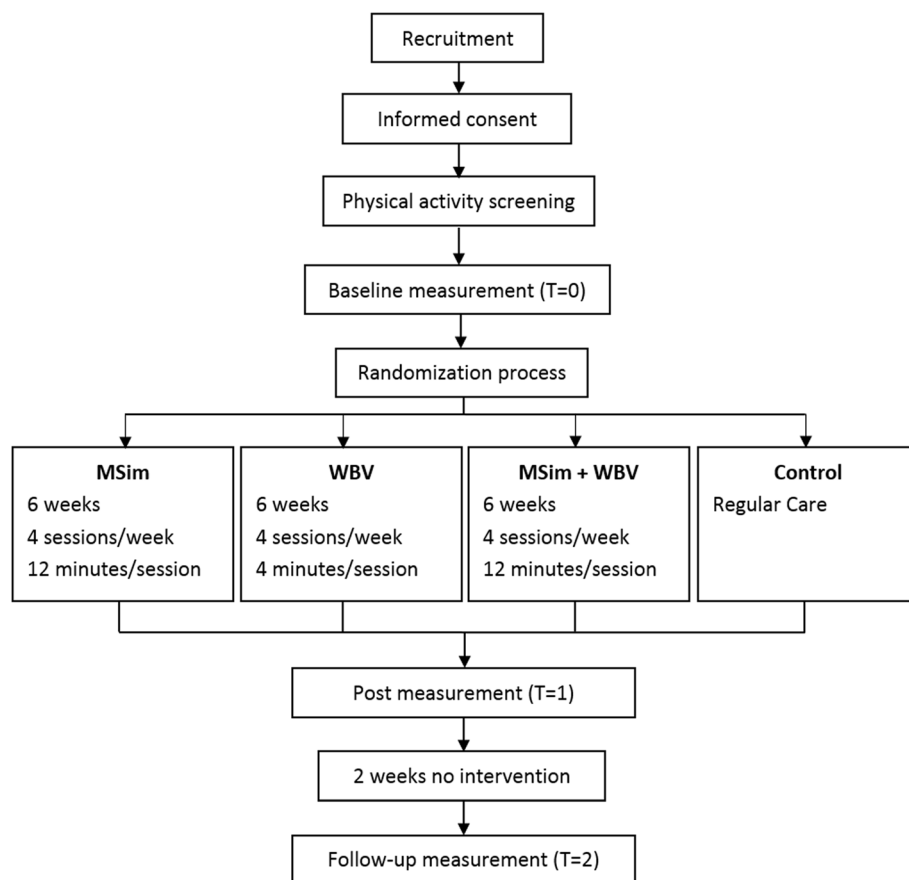 Recruitment
Informed consent
Physical activity screening
Baseline measurement (T=0)
Randomization process
MSim
6 weeks
4 sessions/week
12 minutes/session
WBV
6 weeks
4 sessions/week
4 minutes/session
MSim + WBV
6 weeks
4 sessions/week
12 minutes/session
Control
Regular Care
Post measurement (T=1)
2 weeks no intervention
Follow-up measurement (T=2)